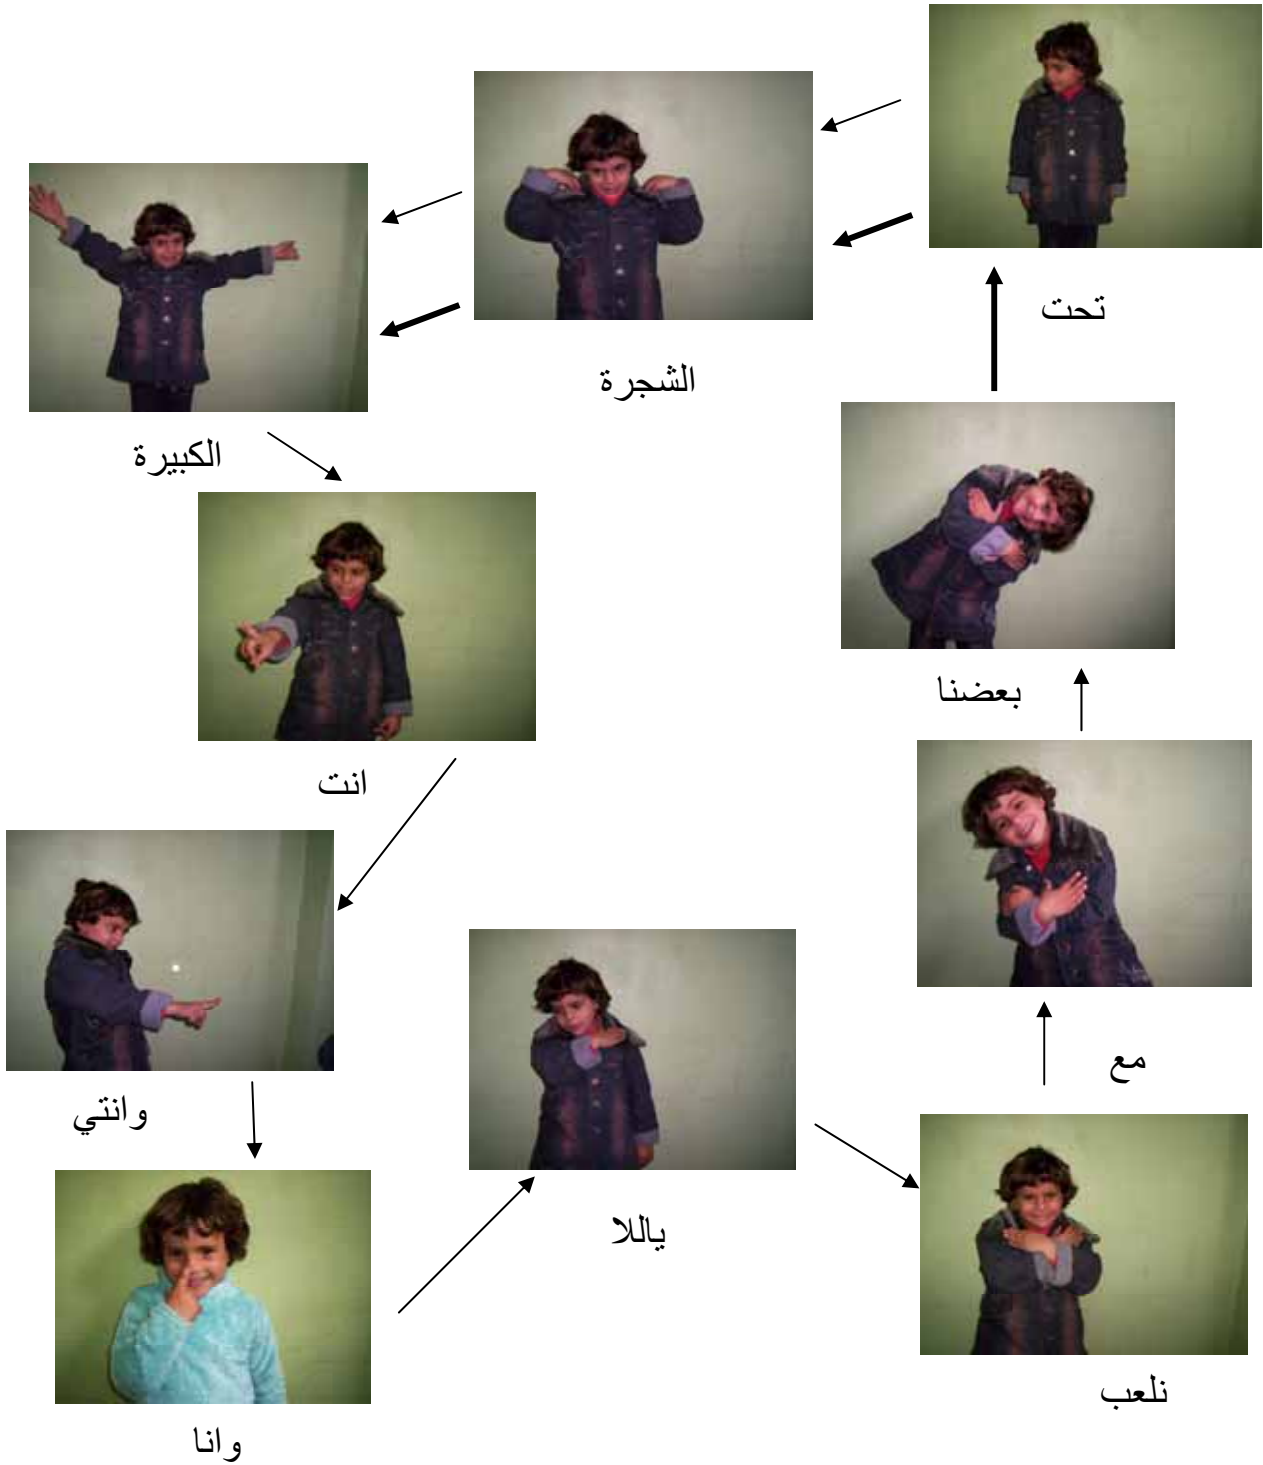 تحت
الشجرة
الكبيرة
انت
وانتي
وانا
ياللا
نلعب
مع
بعضنا